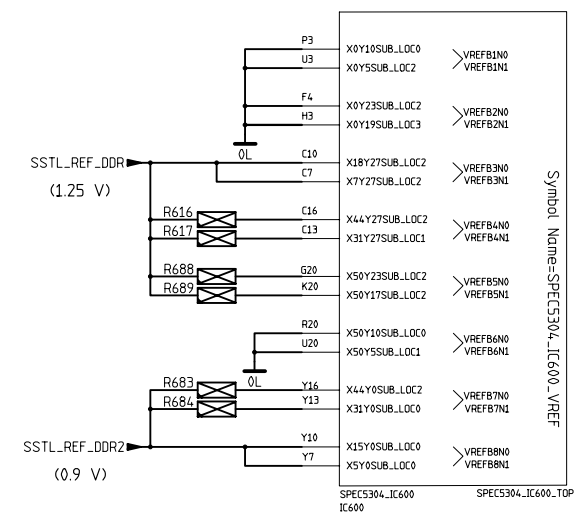 P3 X0Y10SUB_LOC0 VREFB1N0
U3 X0Y5SUB_LOC2 VREFB1N1
F4 X0Y23SUB_LOC2 VREFB2N0
H3 X0Y19SUB_LOC3 VREFB2N1
0L
SSTL_REF_DDR C10 X18Y27SUB_LOC2 VREFB3N0
(1.25 V) C7 X7Y27SUB_LOC2 VREFB3N1
R616 C16 X44Y27SUB_LOC2 VREFB4N0
R617 C13 X31Y27SUB_LOC1 VREFB4N1
R688 G20 X50Y23SUB_LOC2 VREFB5N0
R689 K20 X50Y17SUB_LOC2 VREFB5N1
R20 X50Y10SUB_LOC0 VREFB6N0
U20 X50Y5SUB_LOC1 VREFB6N1
0L
R683 Y16 X44Y0SUB_LOC2 VREFB7N0
R684 Y13 X31Y0SUB_LOC0 VREFB7N1
SSTL_REF_DDR2 Y10 X15Y0SUB_LOC0 VREFB8N0
(0.9 V) Y7 X5Y0SUB_LOC0 VREFB8N1
Symbol Name=SPEC5304_IC600_VREF
SPEC5304_IC600 SPEC5304_IC600_TOP
IC600